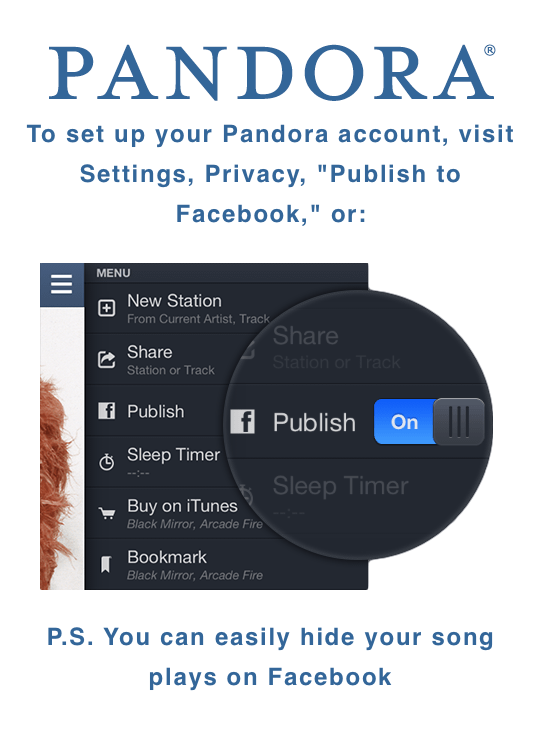 PANDORA®
To set up your Pandora account, visit
Settings, Privacy, "Publish to
Facebook," or:
MENU
New Station
From Current Artist, Track
Share
Station or Track
Publish
Sleep Timer
--:--
Buy on iTunes
Black Mirror, Arcade Fire
Bookmark
Black Mirror, Arcade Fire
Share
Station or Track
Publish On
Sleep Timer
--:--
P.S. You can easily hide your song
plays on Facebook